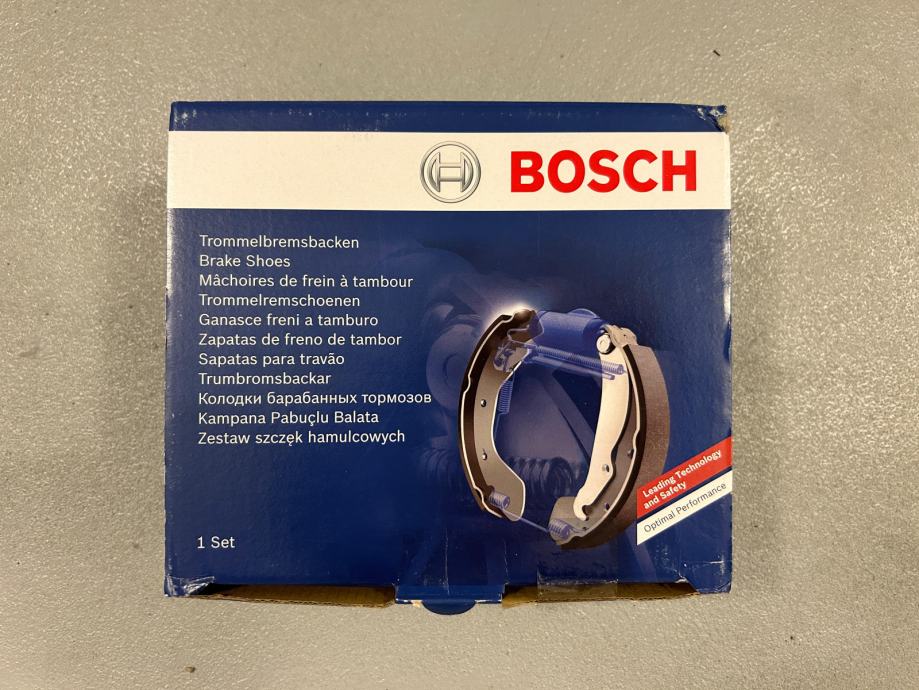 BOSCH
Trommelbremsbacken
Brake Shoes
Mâchoires de frein à tambour
Trommelremschoenen
Ganasce freni a tamburo
Zapatas de freno de tambor
Sapatas para travão
Trumbromsbackar
Колодки барабанных тормозов
Kampana Pabuçlu Balata
Zestaw szczęk hamulcowych
Leading Technology
and Safety
Optimal Performance
1 Set